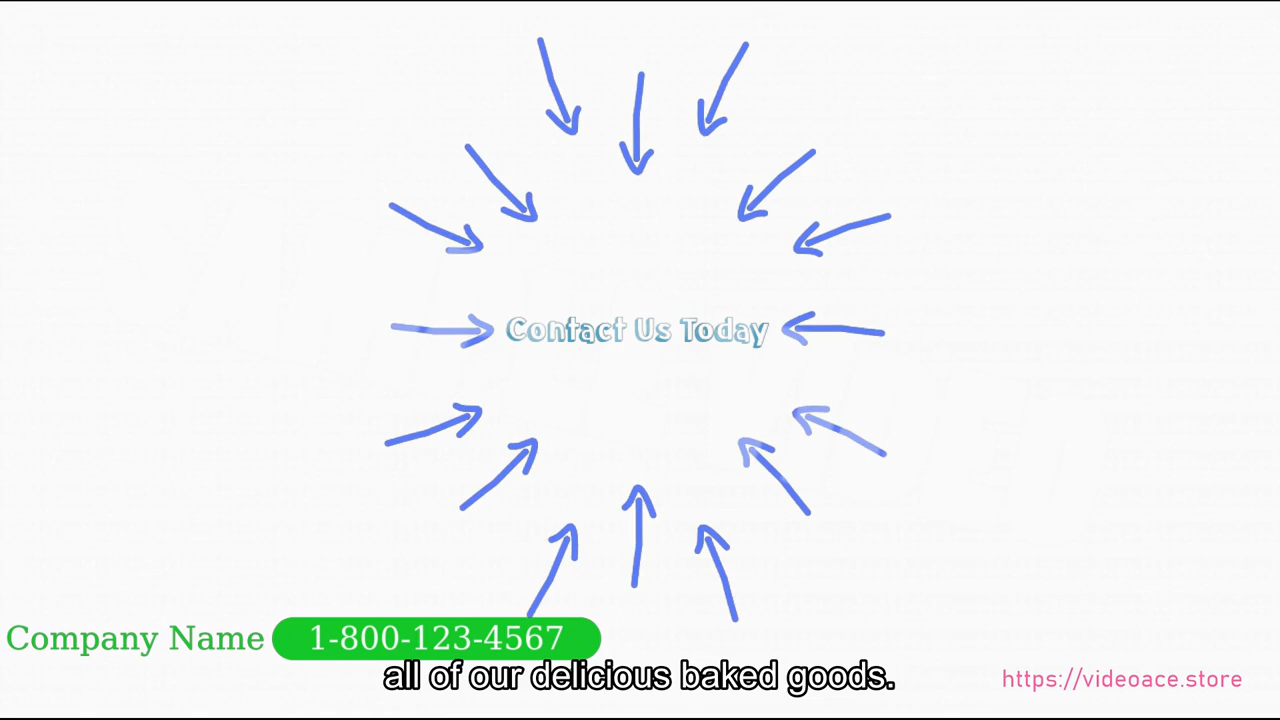 Contact Us Today
Company Name 1-800-123-4567
all of our delicious baked goods.
https://videoace.store